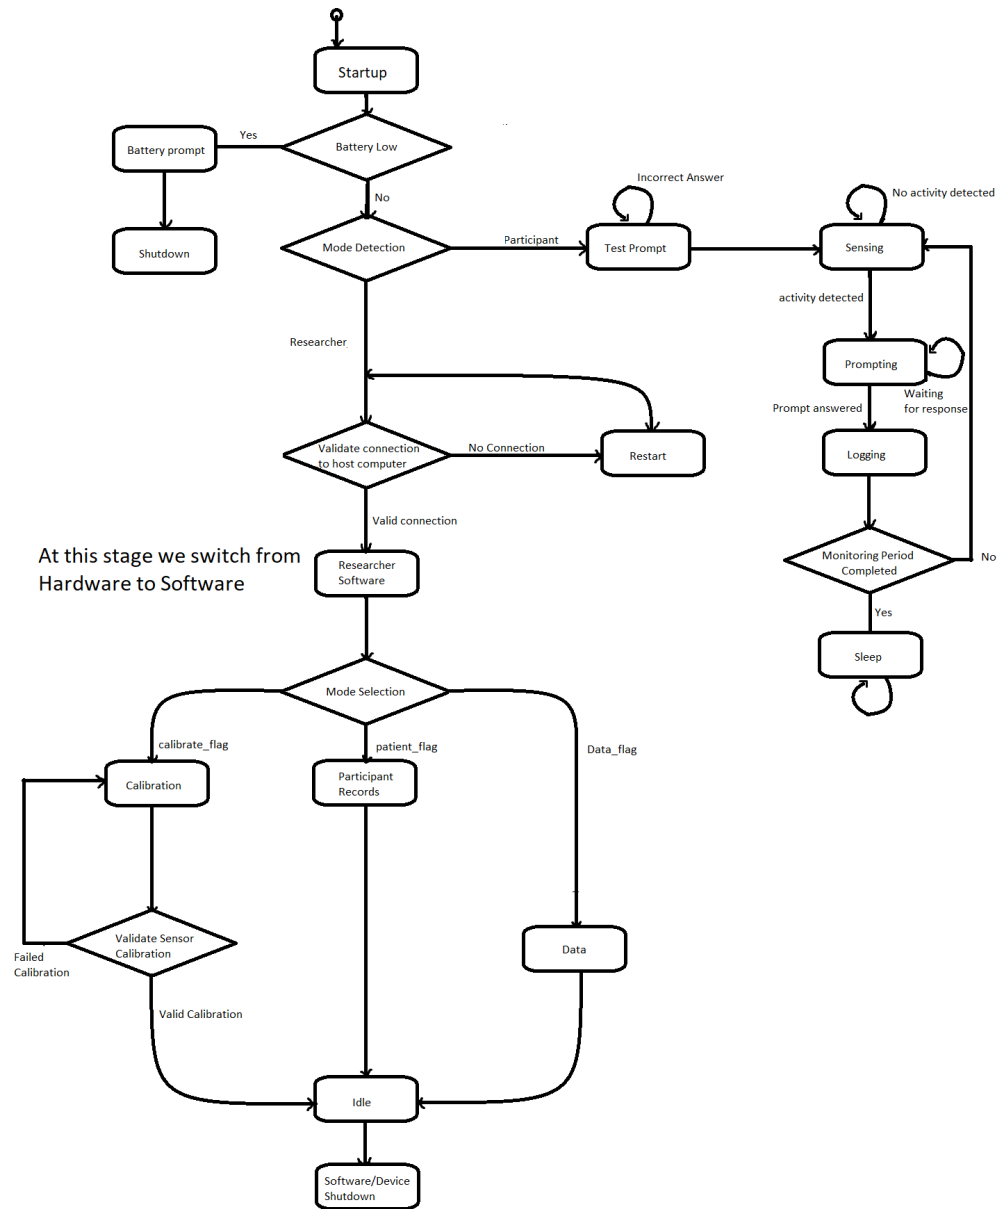 Startup
Yes
Battery prompt
Battery Low
No
Incorrect Answer
No activity detected
Shutdown
Mode Detection
Participant
Test Prompt
Sensing
activity detected
Researcher
Prompting
Waiting
for response
Prompt answered
Validate connection
to host computer
No Connection
Restart
Logging
Valid connection
At this stage we switch from
Hardware to Software
Researcher
Software
Monitoring Period
Completed
No
Yes
Sleep
Mode Selection
calibrate_flag
patient_flag
Data_flag
Calibration
Participant
Records
Validate Sensor
Calibration
Failed
Calibration
Data
Valid Calibration
Idle
Software/Device
Shutdown